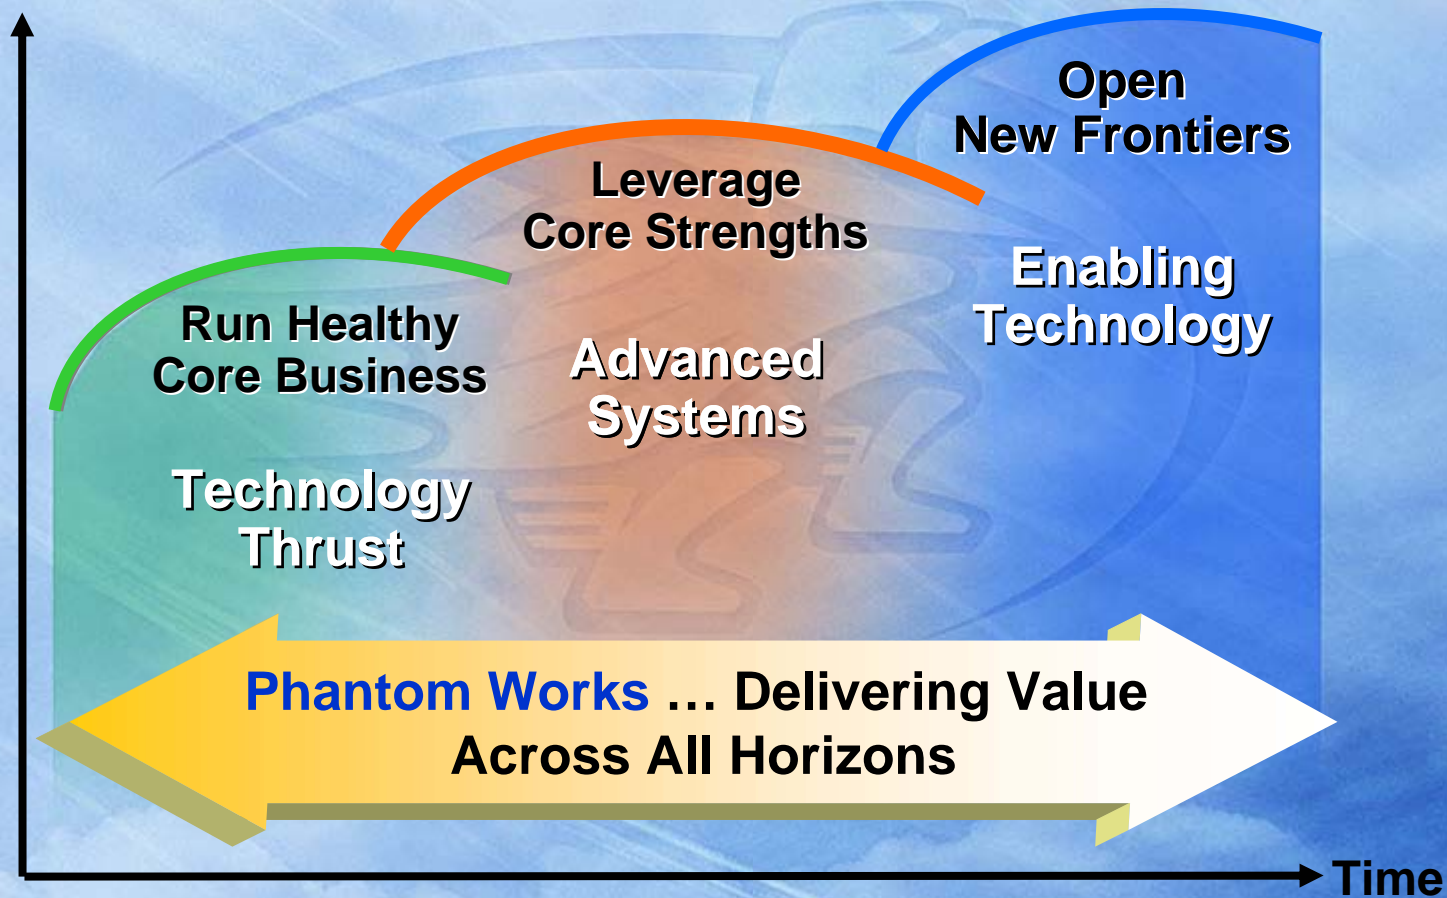 Open
New Frontiers
Leverage
Core Strengths
Enabling
Technology
Run Healthy
Core Business
Advanced
Systems
Technology
Thrust
Phantom Works ... Delivering Value
Across All Horizons
Time